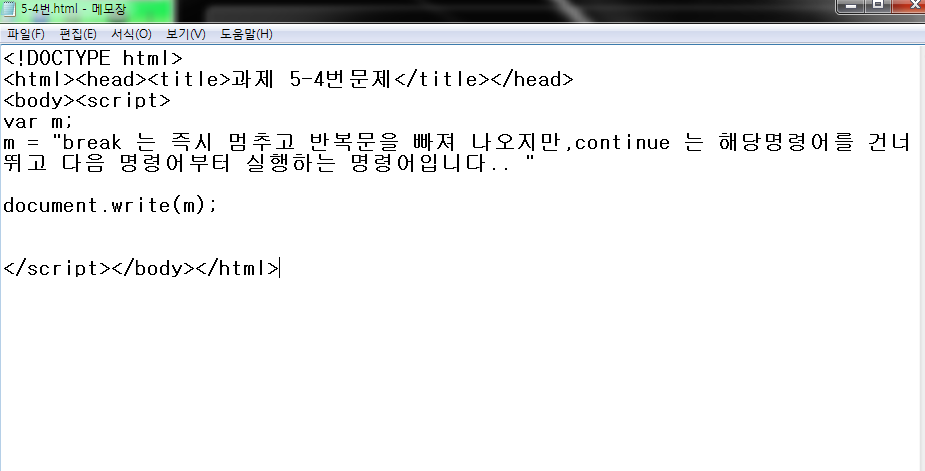 5-4번.html - 메모장
파일(F) 편집(E) 서식(O) 보기(V) 도움말(H)
<!DOCTYPE html>
<html><head><title>과제 5-4번문제</title></head>
<body><script>
var m;
m = "break 는 즉시 멈추고 반복문을 빠져 나오지만,continue 는 해당명령어를 건너
뛰고 다음 명령어부터 실행하는 명령어입니다.. "
document.write(m);
</script></body></html>